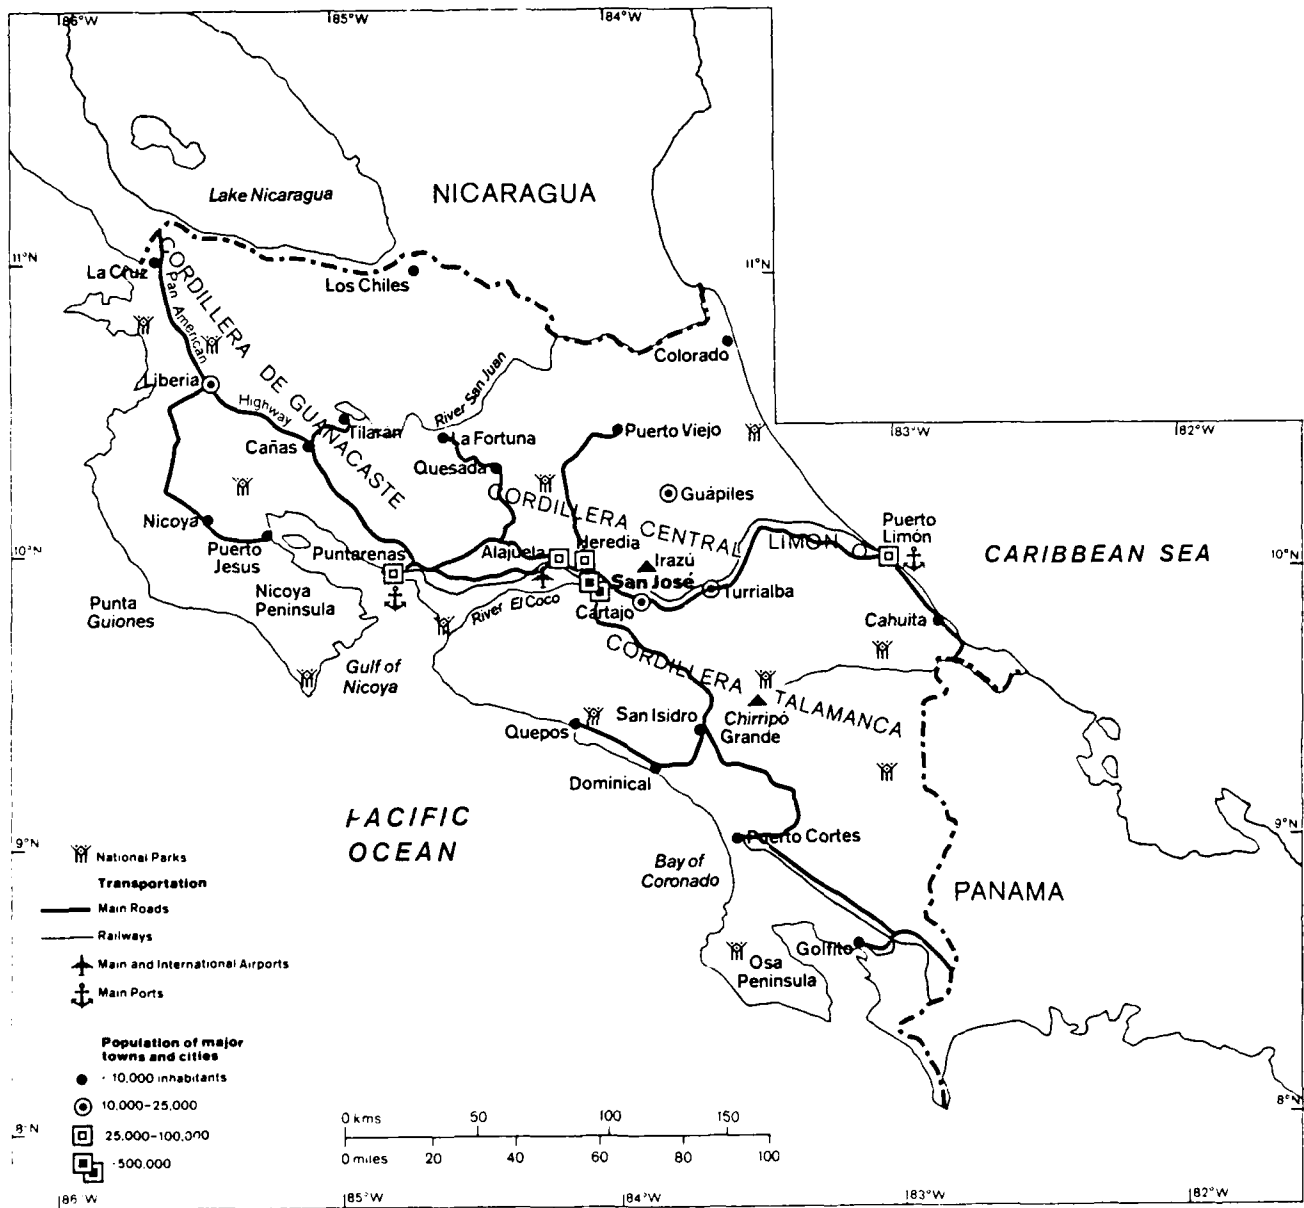 86°W
85°W
84°W
Lake Nicaragua
NICARAGUA
11°N
11°N
La Cruz
Los Chiles
CORDILLERA DE GUANACASTE
Pan American
Highway
Colorado
Liberia
River San Juan
Tilarán
La Fortuna
Puerto Viejo
83°W
82°W
Cañas
Quesada
Guápiles
CORDILLERA CENTRAL
Nicoya
Puerto
Jesus
Puntarenas
Alajuela
Heredia
LIMÓN
Puerto
Limón
CARIBBEAN SEA
10°N
10°N
Irazú
San José
Turrialba
Nicoya
Peninsula
River El Coco
Cartajo
Punta
Guiones
Cahuita
Gulf of
Nicoya
CORDILLERA TALAMANCA
San Isidro
Chirripó
Grande
Quepos
Dominical
PACIFIC
OCEAN
Puerto Cortes
9°N
9°N
Bay of
Coronado
PANAMA
Golfito
Osa
Peninsula
National Parks
Transportation
Main Roads
Railways
Main and International Airports
Main Ports
Population of major
towns and cities
· 10,000 inhabitants
10,000–25,000
25,000–100,000
·500,000
0 kms 50 100 150
0 miles 20 40 60 80 100
8°N
8°N
86°W
85°W
84°W
83°W
82°W